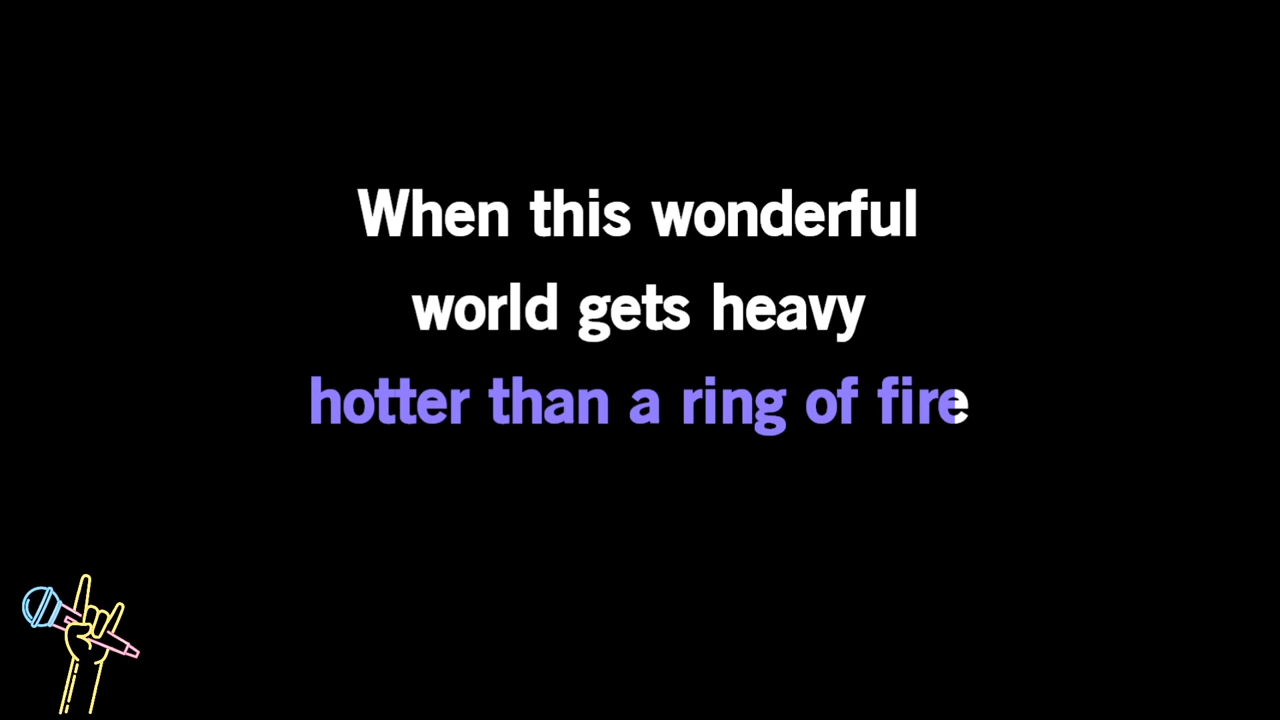 When this wonderful
world gets heavy
hotter than a ring of fire